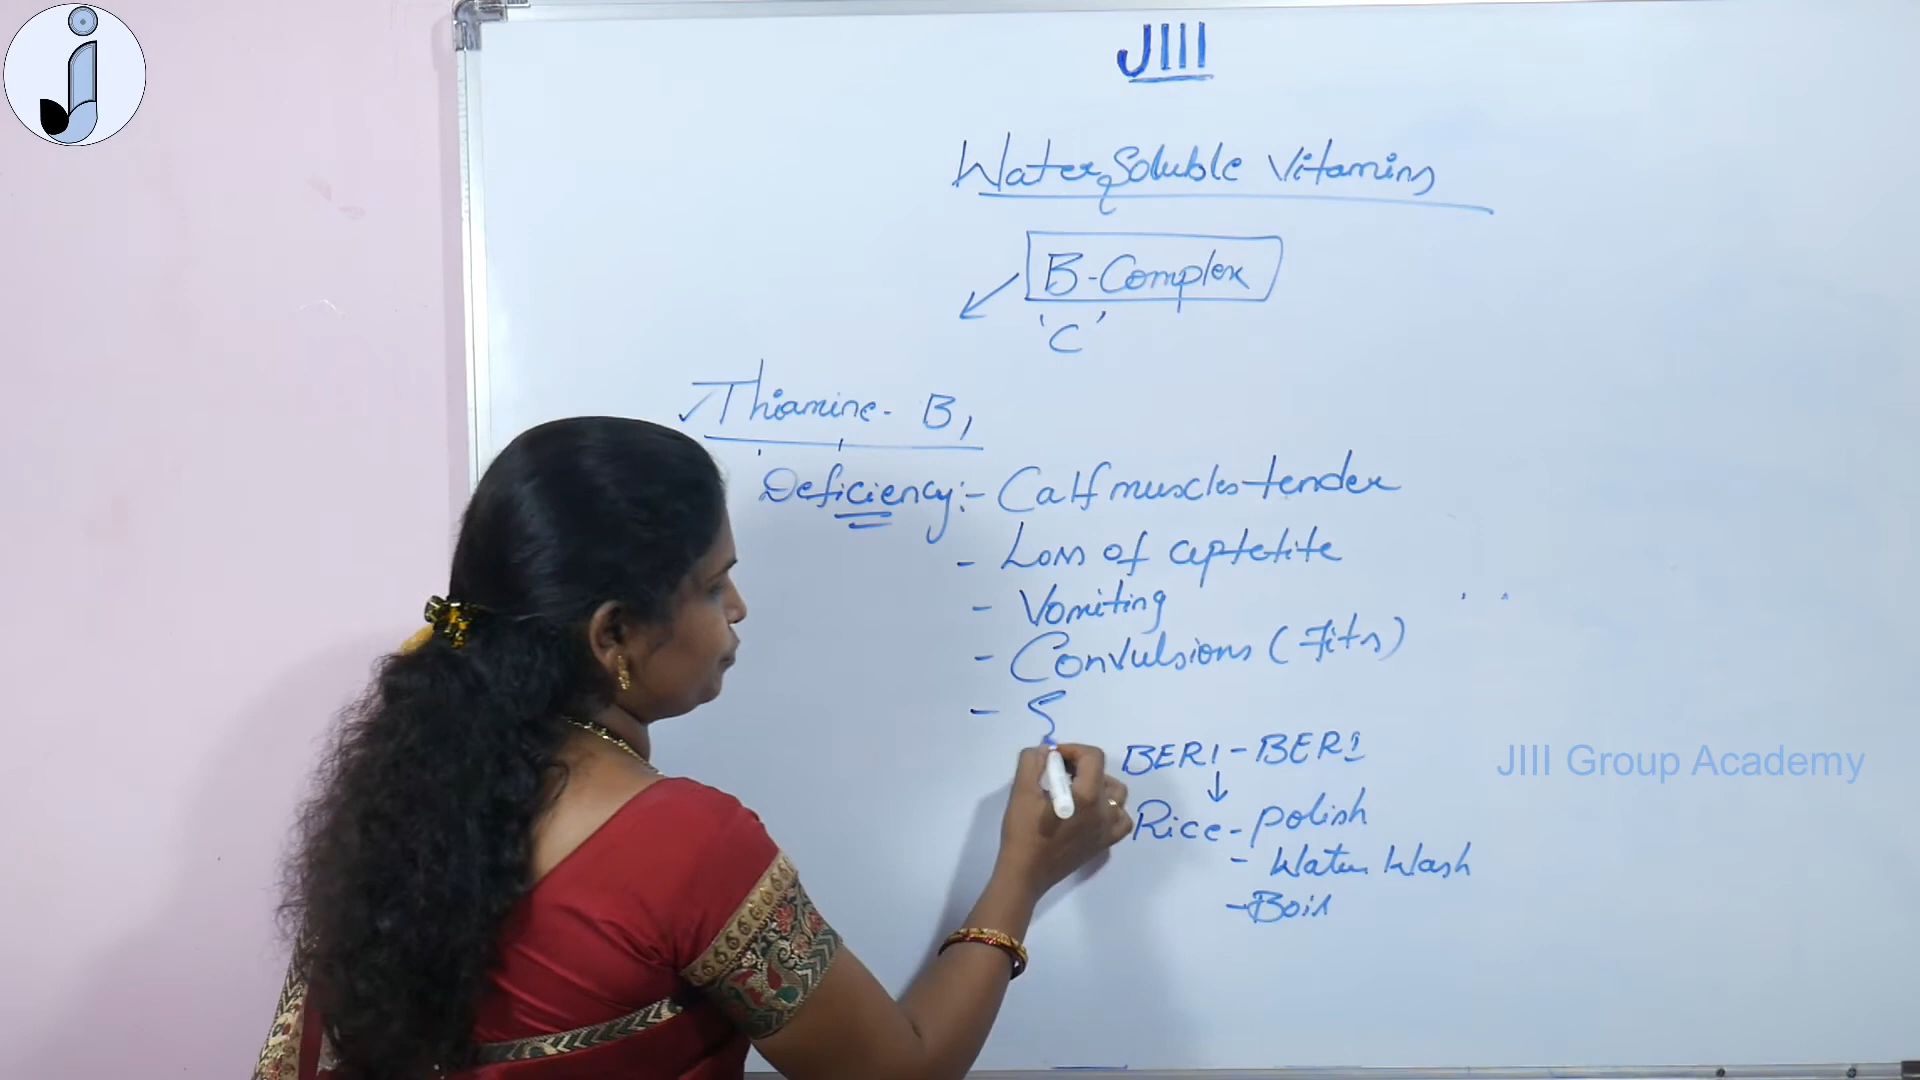 JIII
Water Soluble Vitamins
B-Complex
'C'
✓Thiamine - B1
Deficiency:- Calf muscles tender
- Loss of aptetite
- Vomiting
- Convulsions (Fits)
- S
BERI - BERI
↓
Rice - polish
- Water Wash
- Boil
JIII Group Academy